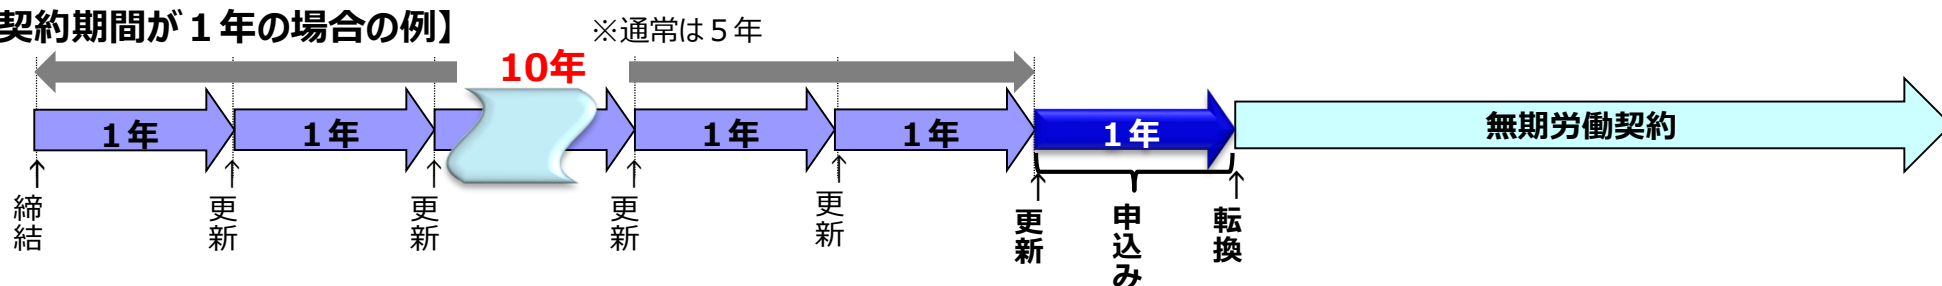 契約期間が１年の場合の例】
※通常は５年
10年
１年
１年
１年
１年
１年
無期労働契約
締結
更新
更新
更新
更新
更新
申込み
転換